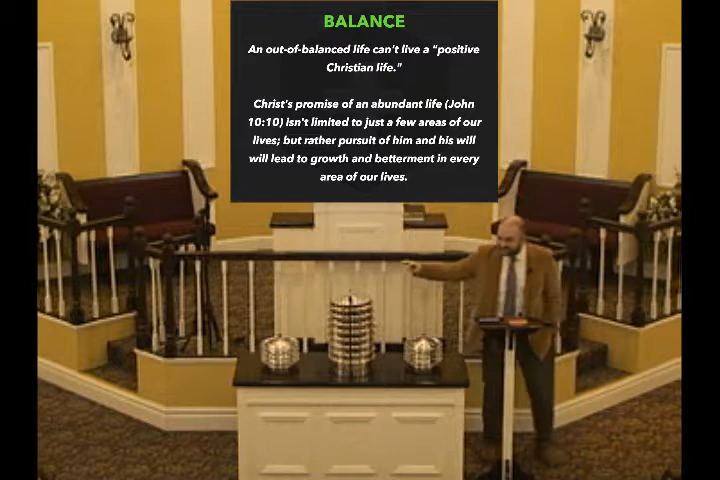 BALANCE
An out-of-balanced life can't live a "positive
Christian life."
Christ's promise of an abundant life (John
10:10) isn't limited to just a few areas of our
lives; but rather pursuit of him and his will
will lead to growth and betterment in every
area of our lives.